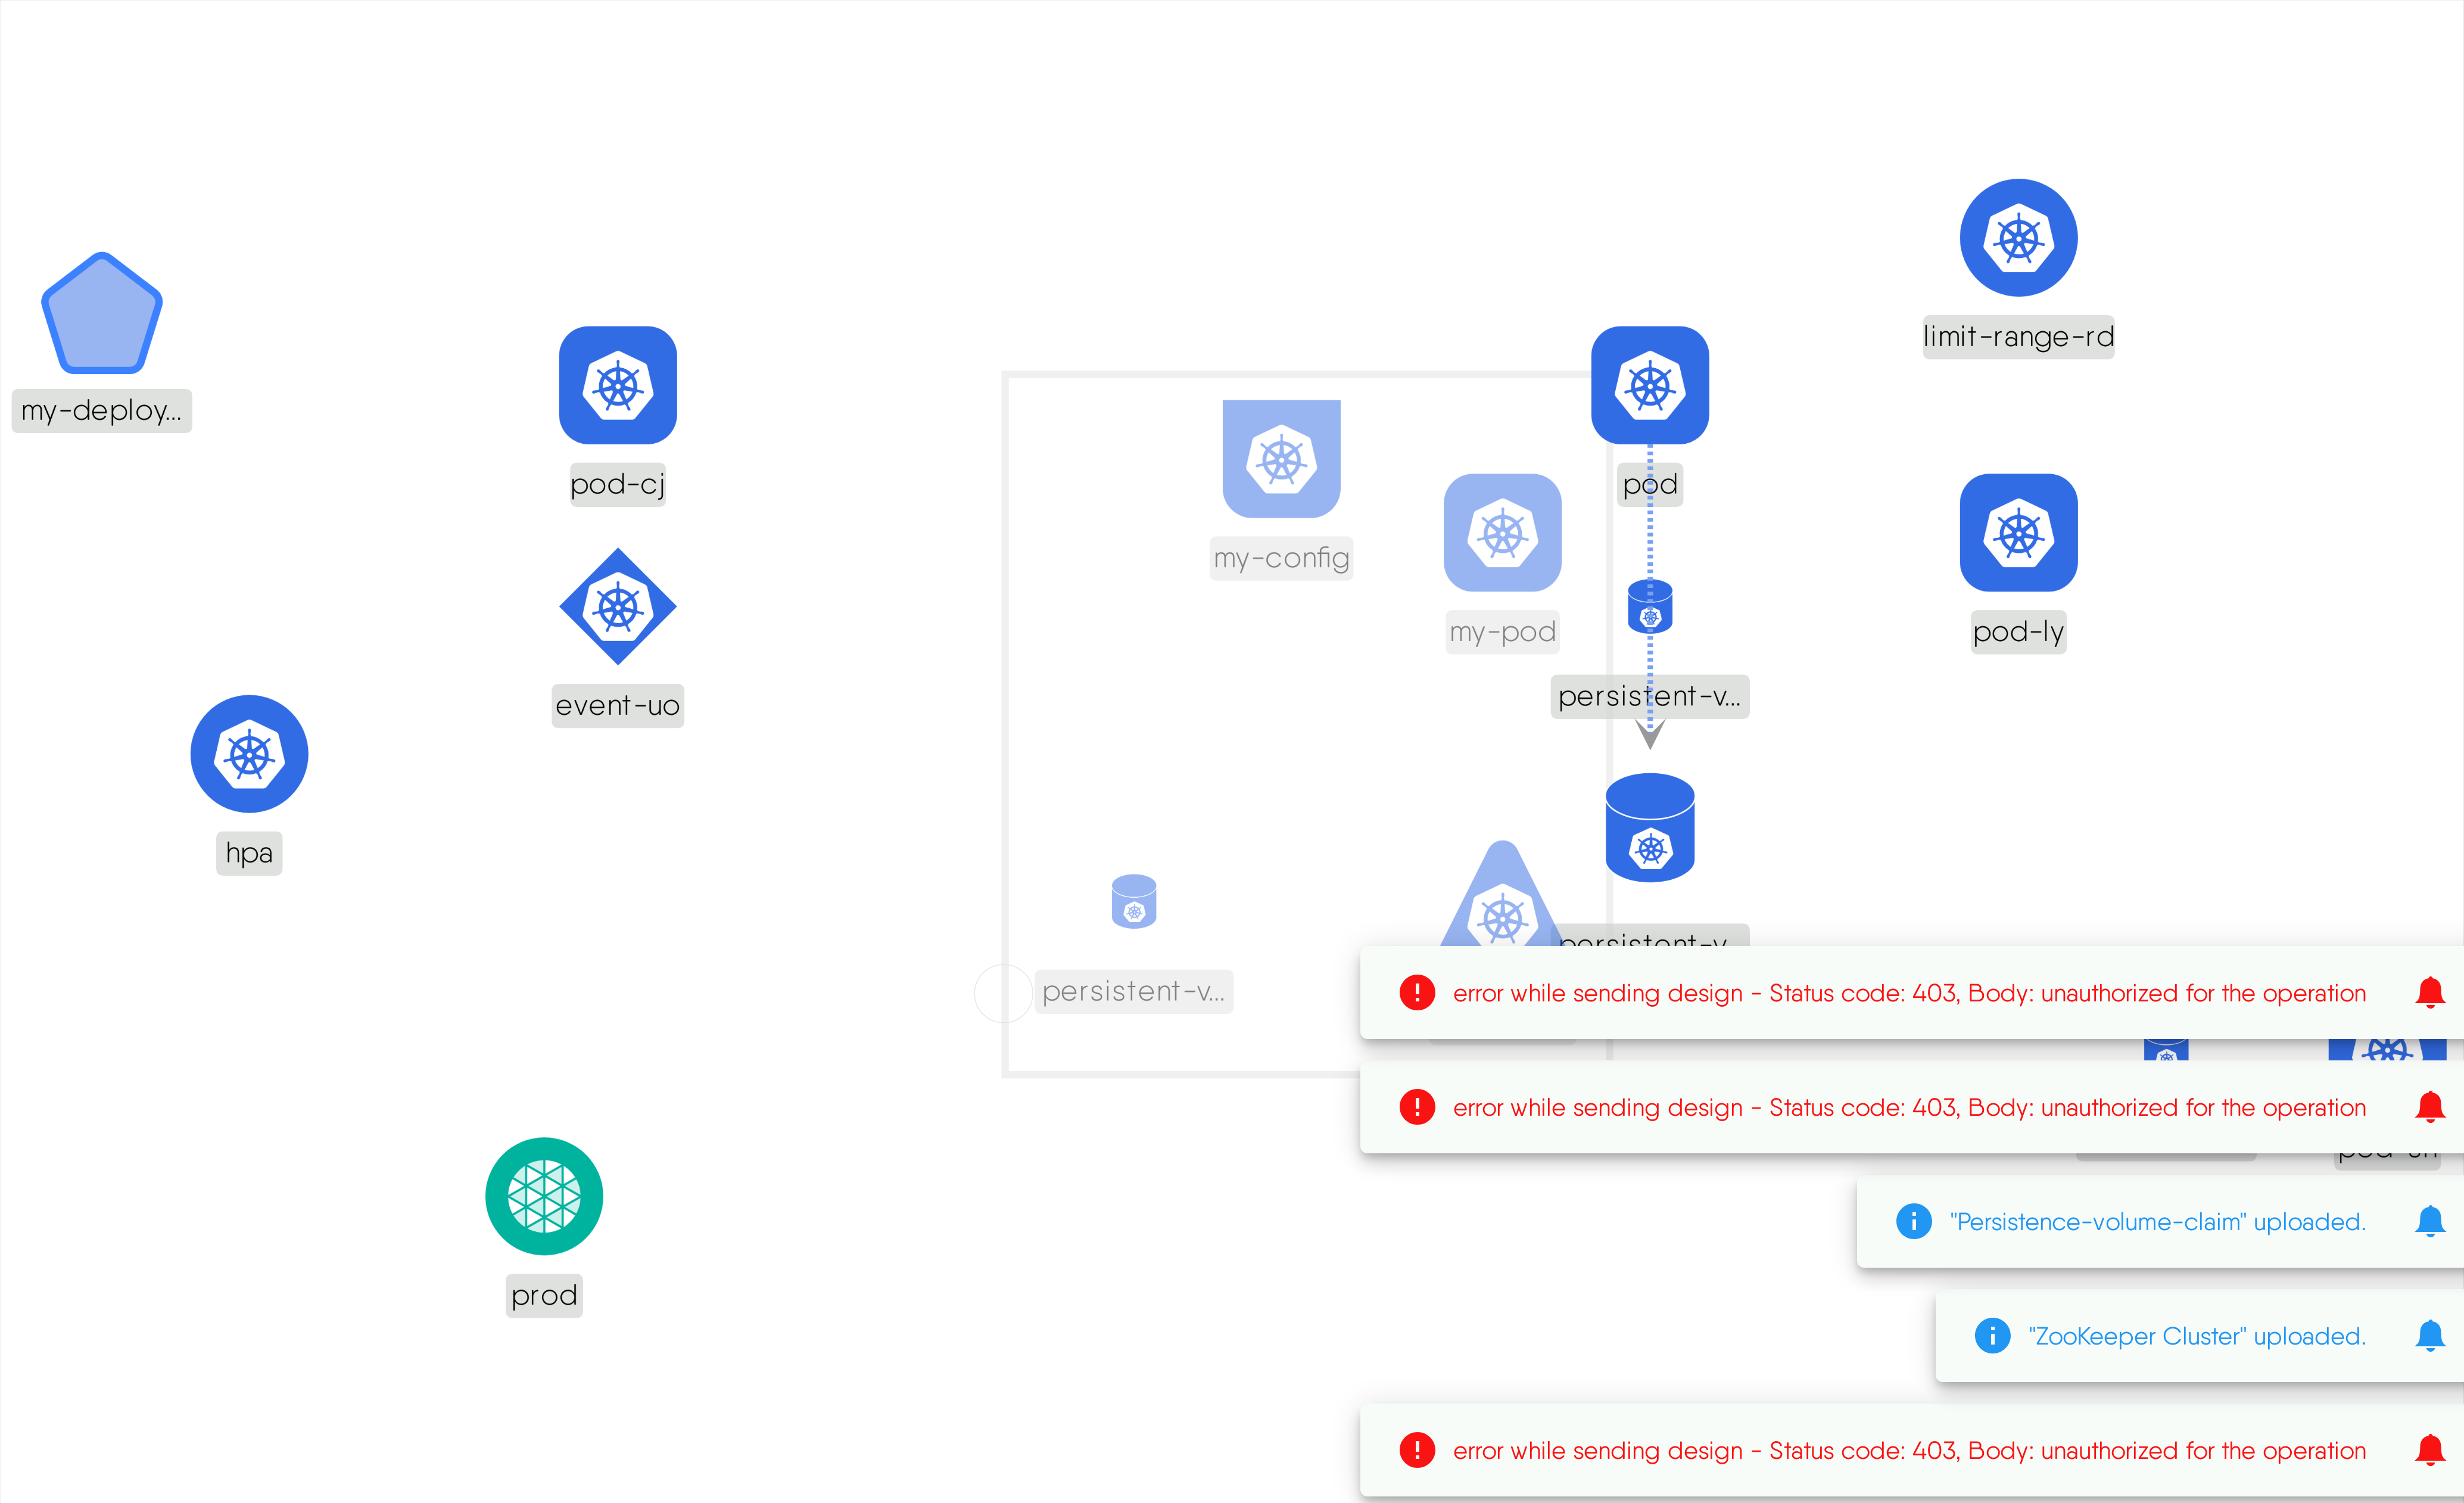 limit-range-rd
my-deploy...
pod-cj
pod
my-config
pod-ly
my-pod
persistent-v...
event-uo
hpa
persistent-v...
persistent-v...
error while sending design - Status code: 403, Body: unauthorized for the operation
error while sending design - Status code: 403, Body: unauthorized for the operation
"Persistence-volume-claim" uploaded.
prod
"ZooKeeper Cluster" uploaded.
error while sending design - Status code: 403, Body: unauthorized for the operation